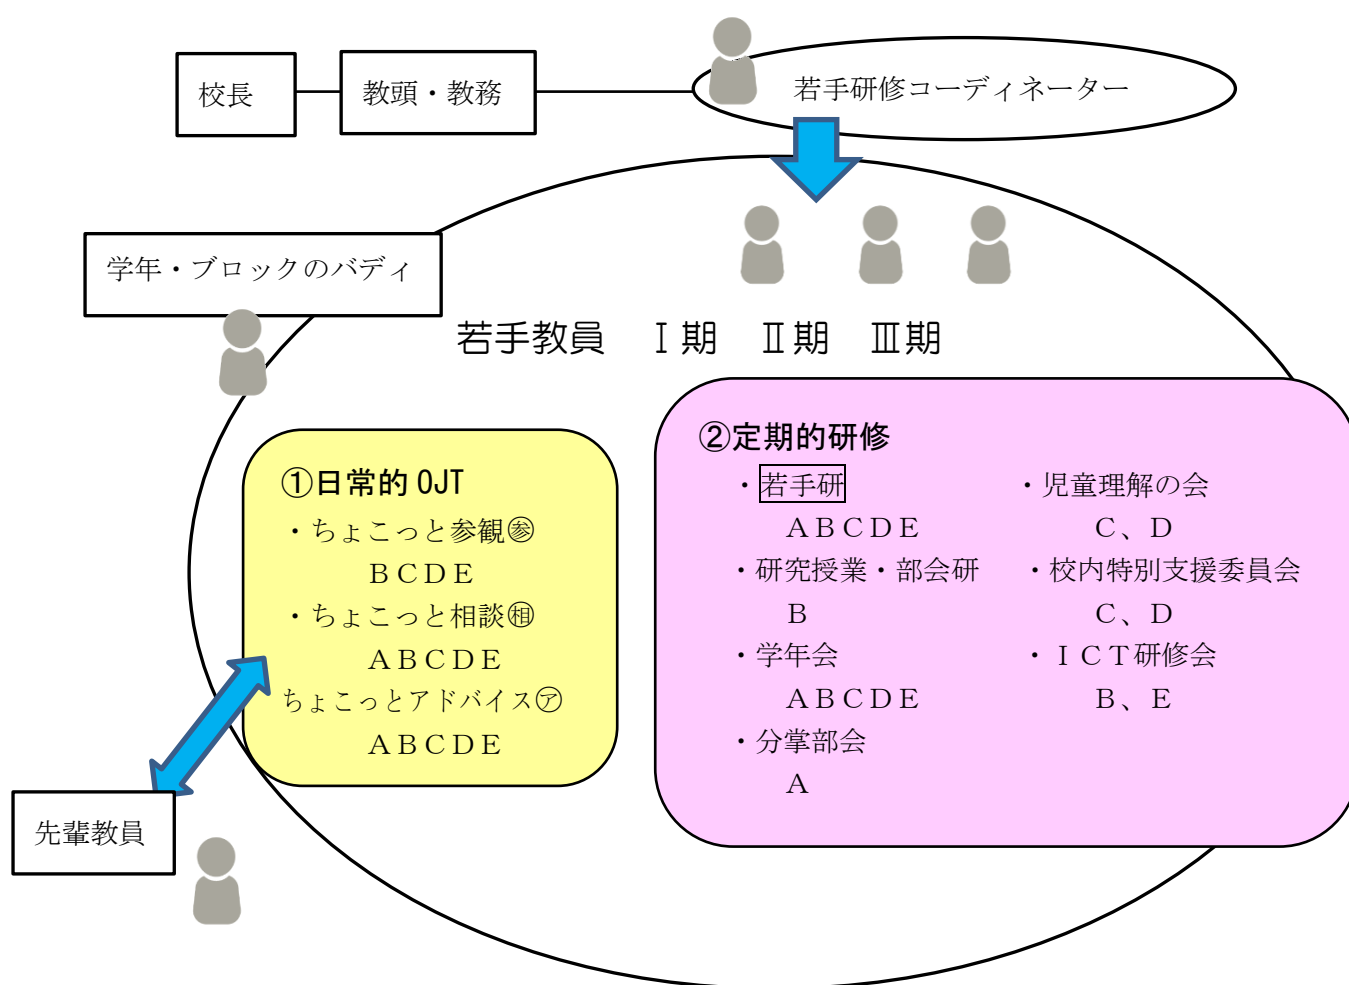 校長
教頭・教務
若手研修コーディネーター
学年・ブロックのバディ
若手教員　Ⅰ期　Ⅱ期　Ⅲ期
①日常的OJT
・ちょこっと参観㋛参
ＢＣＤＥ
・ちょこっと相談㋛相
ＡＢＣＤＥ
ちょこっとアドバイス㋐
ＡＢＣＤＥ
先輩教員
②定期的研修
・若手研
ＡＢＣＤＥ
・研究授業・部会研
Ｂ
・学年会
ＡＢＣＤＥ
・分掌部会
Ａ
・児童理解の会
Ｃ、Ｄ
・校内特別支援委員会
Ｃ、Ｄ
・ＩＣＴ研修会
Ｂ、Ｅ